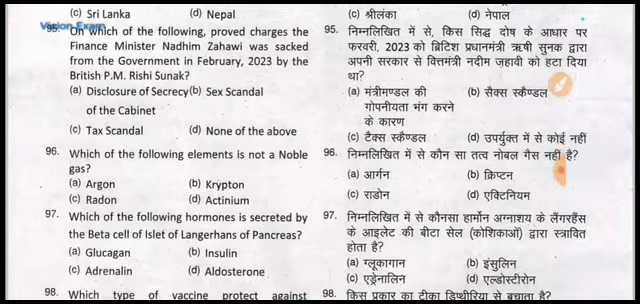 (c) Sri Lanka (d) Nepal
Vision Exam
95. On which of the following, proved charges the
Finance Minister Nadhim Zahawi was sacked
from the Government in February, 2023 by the
British P.M. Rishi Sunak?
(a) Disclosure of Secrecy (b) Sex Scandal
of the Cabinet
(c) Tax Scandal (d) None of the above
96. Which of the following elements is not a Noble
gas?
(a) Argon (b) Krypton
(c) Radon (d) Actinium
97. Which of the following hormones is secreted by
the Beta cell of Islet of Langerhans of Pancreas?
(a) Glucagan (b) Insulin
(c) Adrenalin (d) Aldosterone
98. Which type of vaccine protect against
(c) श्रीलंका (d) नेपाल
95. निम्नलिखित में से, किस सिद्ध दोष के आधार पर
फरवरी, 2023 को ब्रिटिश प्रधानमंत्री ऋषी सुनक द्वारा
अपनी सरकार से वित्तमंत्री नदीम ज़हावी को हटा दिया
था?
(a) मंत्रीमण्डल की (b) सैक्स स्कैण्डल
गोपनीयता भंग करने
के कारण
(c) टैक्स स्कैण्डल (d) उपर्युक्त में से कोई नहीं
96. निम्नलिखित में से कौन सा तत्व नोबल गैस नहीं है?
(a) आर्गन (b) क्रिप्टन
(c) राडोन (d) एक्टिनियम
97. निम्नलिखित में से कौनसा हार्मोन अग्नाशय के लैंगरहैंस
के आइलेट की बीटा सेल (कोशिकाओं) द्वारा स्त्रावित
होता है?
(a) ग्लूकागान (b) इंसुलिन
(c) एड्रेनालिन (d) एल्डोस्टीरोन
98. किस प्रकार का टीका डिप्थीरिया से बचाता है?